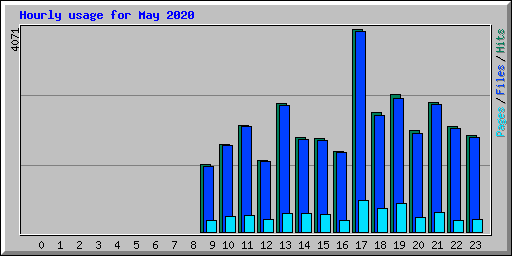 Hourly usage for May 2020
4071
Pages / Files / Hits
0 1 2 3 4 5 6 7 8 9 10 11 12 13 14 15 16 17 18 19 20 21 22 23